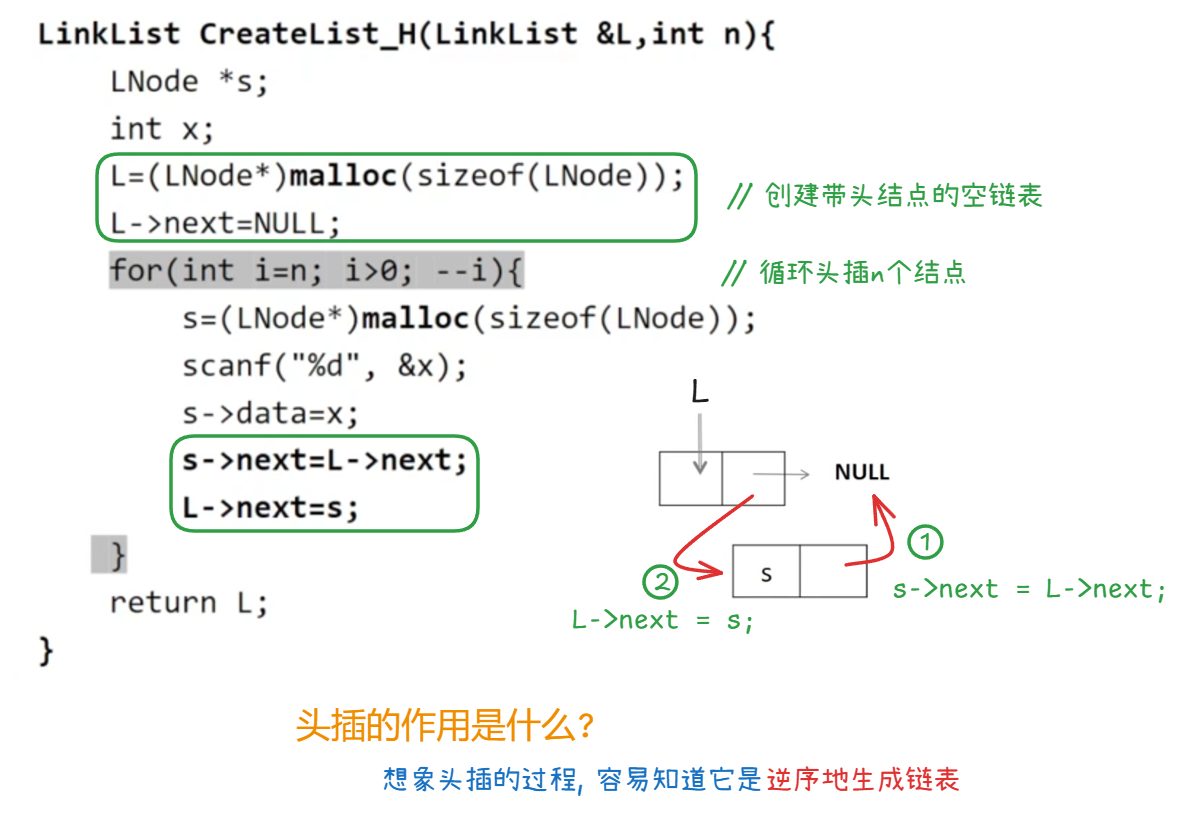 LinkList CreateList_H(LinkList &L,int n){
LNode *s;
int x;
L=(LNode*)malloc(sizeof(LNode));
L->next=NULL;
// 创建带头结点的空链表
for(int i=n; i>0; --i){
// 循环头插n个结点
s=(LNode*)malloc(sizeof(LNode));
scanf("%d", &x);
s->data=x;
s->next=L->next;
L->next=s;
}
return L;
}
L
NULL
S
①
s->next = L->next;
②
L->next = s;
头插的作用是什么?
想象头插的过程, 容易知道它是逆序地生成链表